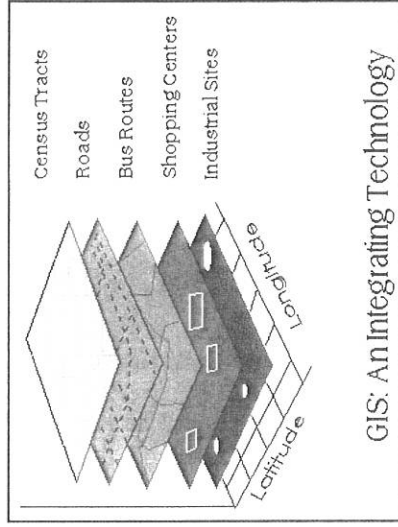 Census Tracts
Roads
Bus Routes
Shopping Centers
Industrial Sites
Latitude
Longitude
GIS: An Integrating Technology